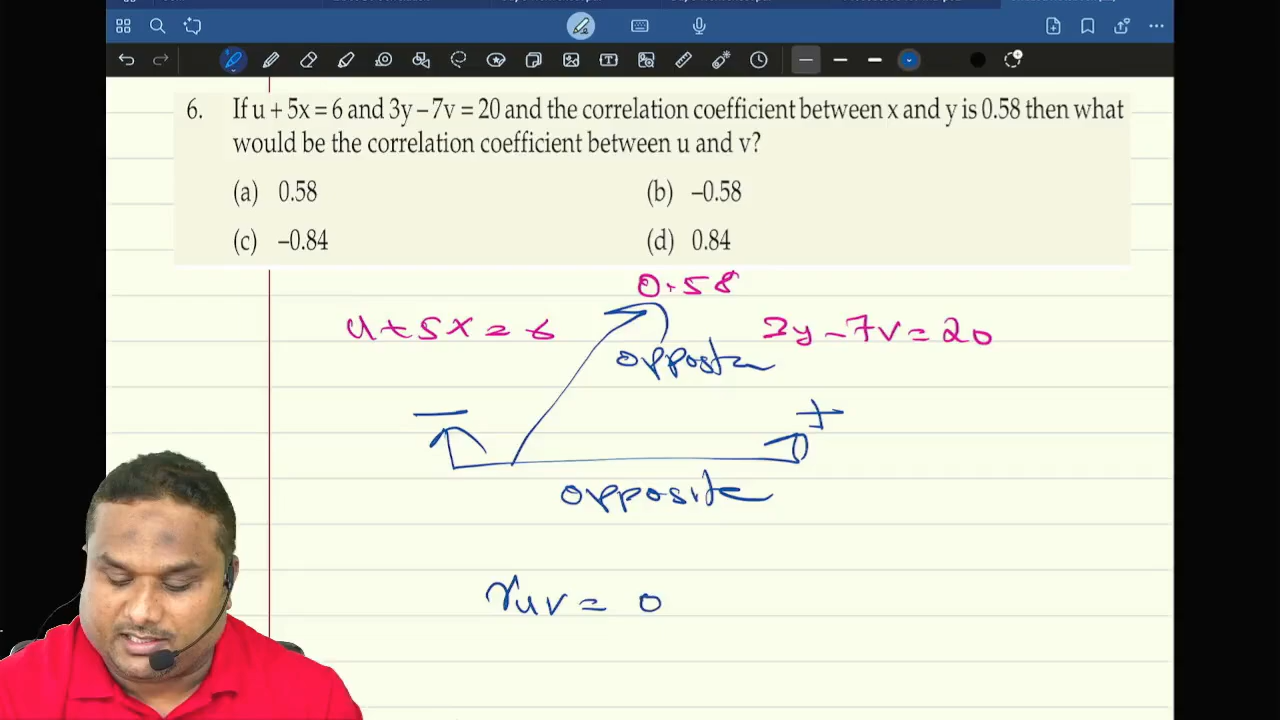 6. If u + 5x = 6 and 3y – 7v = 20 and the correlation coefficient between x and y is 0.58 then what
would be the correlation coefficient between u and v?
(a) 0.58 (b) –0.58
(c) –0.84 (d) 0.84
0.58
u + 5x = 6 3y – 7v = 20
– +
opposite
ruv = 0